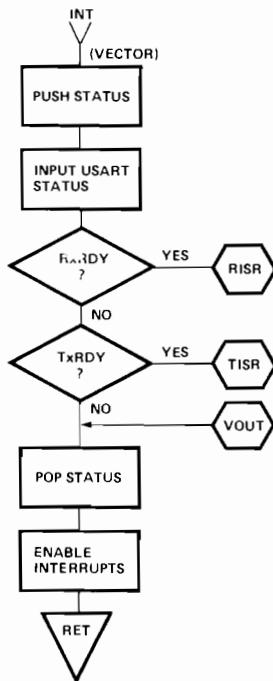 INT
(VECTOR)
PUSH STATUS
INPUT USART
STATUS
RxRDY
?
YES
RISR
NO
TxRDY
?
YES
TISR
NO
VOUT
POP STATUS
ENABLE
INTERRUPTS
RET